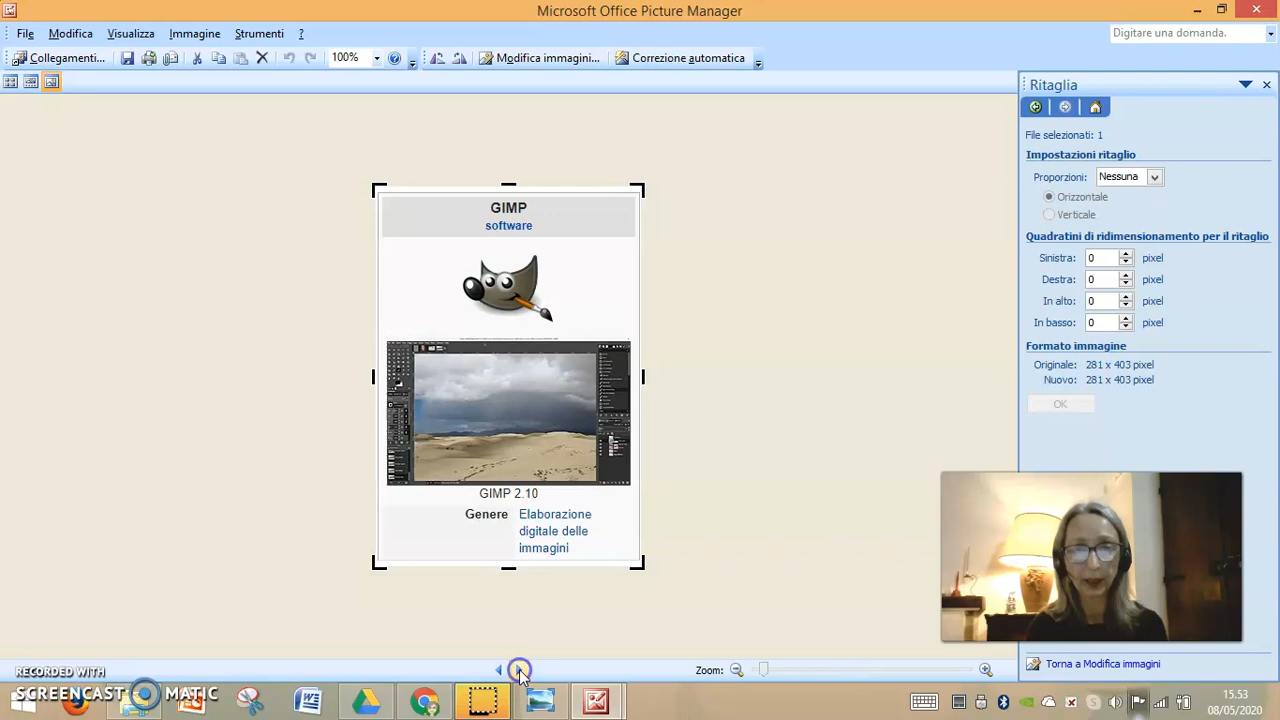 Microsoft Office Picture Manager
File Modifica Visualizza Immagine Strumenti ?
Digitare una domanda.
Collegamenti... 100% Modifica immagini... Correzione automatica
Ritaglia
File selezionati: 1
Impostazioni ritaglio
Proporzioni: Nessuna
Orizzontale
Verticale
Quadratini di ridimensionamento per il ritaglio
Sinistra: 0 pixel
Destra: 0 pixel
In alto: 0 pixel
In basso: 0 pixel
Formato immagine
Originale: 281 x 403 pixel
Nuovo: 281 x 403 pixel
OK
GIMP
software
GIMP 2.10
Genere Elaborazione
digitale delle
immagini
Torna a Modifica immagini
Zoom:
RECORDED WITH
SCREENCAST MATIC
15.53
08/05/2020